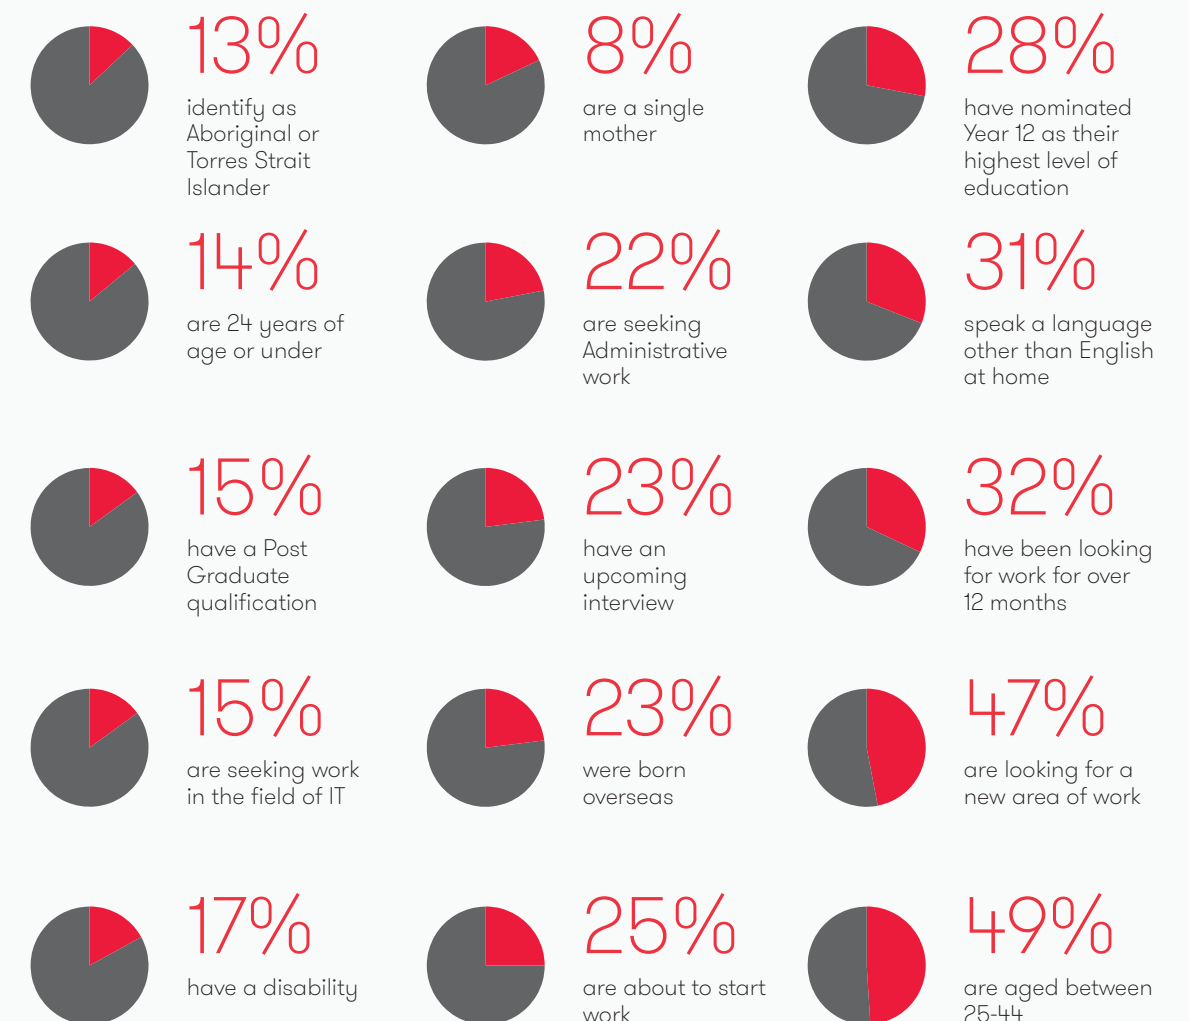 13%
identify as
Aboriginal or
Torres Strait
Islander
8%
are a single
mother
28%
have nominated
Year 12 as their
highest level of
education
14%
are 24 years of
age or under
22%
are seeking
Administrative
work
31%
speak a language
other than English
at home
15%
have a Post
Graduate
qualification
23%
have an
upcoming
interview
32%
have been looking
for work for over
12 months
15%
are seeking work
in the field of IT
23%
were born
overseas
47%
are looking for a
new area of work
17%
have a disability
25%
are about to start
work
49%
are aged between
25-44